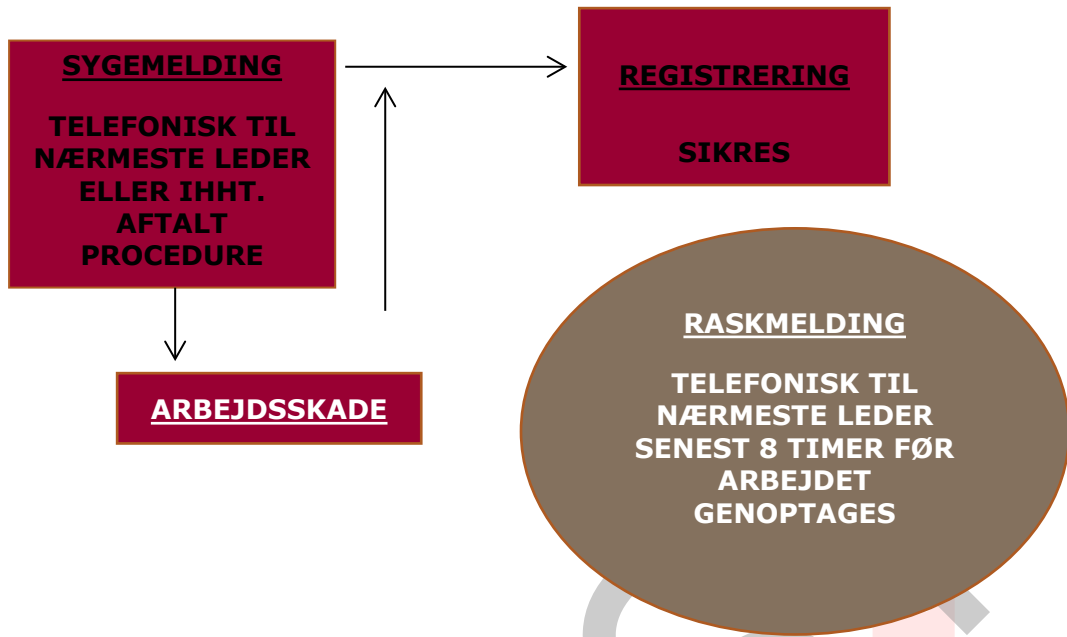 SYGEMELDING
TELEFONISK TIL
NÆRMESTE LEDER
ELLER IHHT.
AFTALT
PROCEDURE
REGISTRERING
SIKRES
ARBEJDSSKADE
RASKMELDING
TELEFONISK TIL
NÆRMESTE LEDER
SENEST 8 TIMER FØR
ARBEJDET
GENOPTAGES